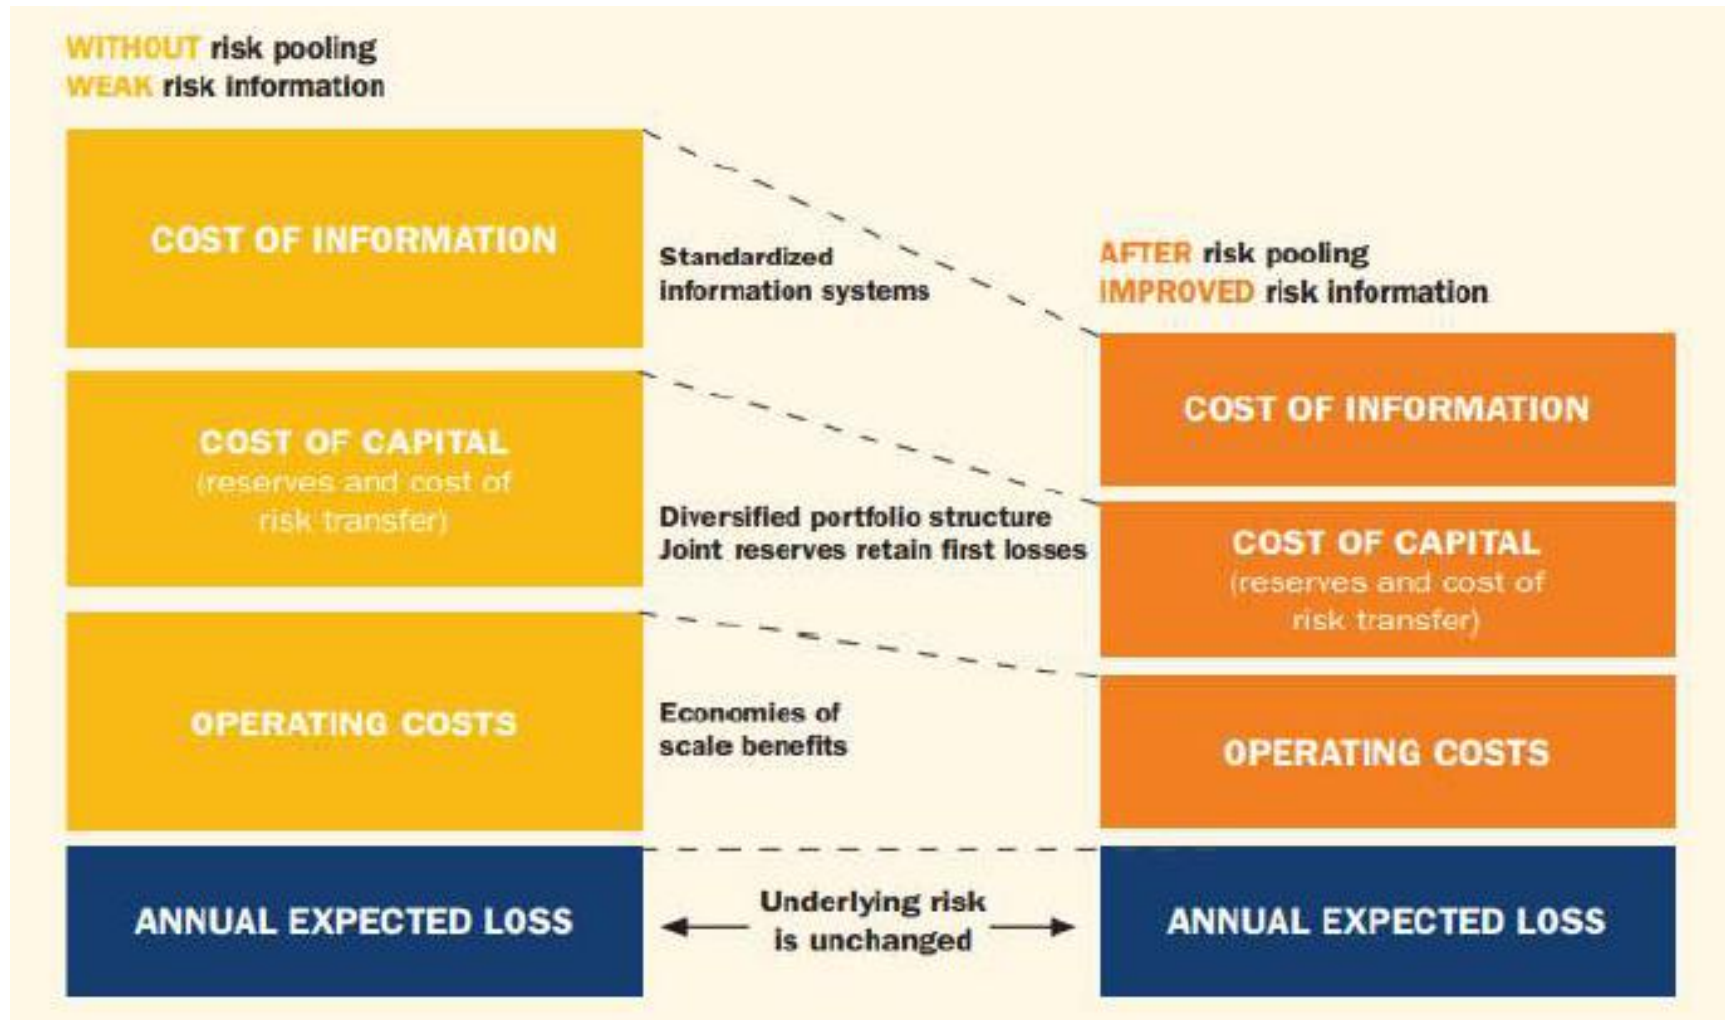 WITHOUT risk pooling
WEAK risk information
COST OF INFORMATION
COST OF CAPITAL
(reserves and cost of
risk transfer)
OPERATING COSTS
ANNUAL EXPECTED LOSS
Standardized
information systems
Diversified portfolio structure
Joint reserves retain first losses
Economies of
scale benefits
Underlying risk
is unchanged
AFTER risk pooling
IMPROVED risk information
COST OF INFORMATION
COST OF CAPITAL
(reserves and cost of
risk transfer)
OPERATING COSTS
ANNUAL EXPECTED LOSS